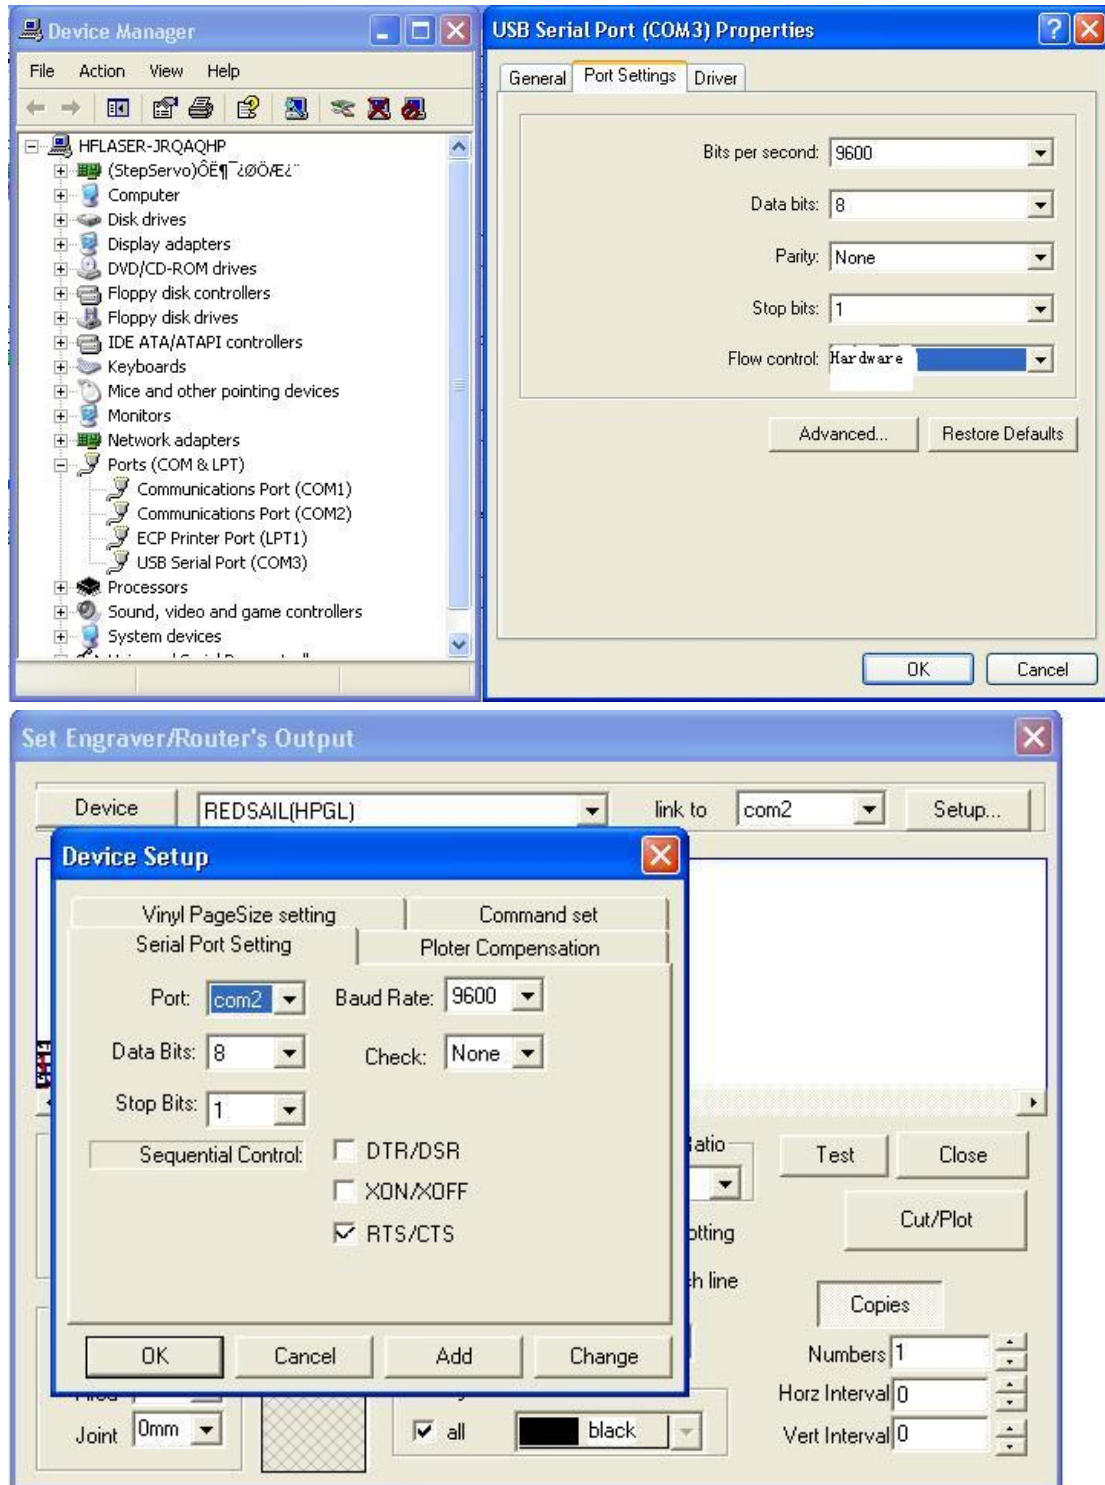 Device Manager
File Action View Help
HFLASER-JRQAQHP
(StepServo)ÔË¶¯¿ØÖÆ¿¨
Computer
Disk drives
Display adapters
DVD/CD-ROM drives
Floppy disk controllers
Floppy disk drives
IDE ATA/ATAPI controllers
Keyboards
Mice and other pointing devices
Monitors
Network adapters
Ports (COM & LPT)
Communications Port (COM1)
Communications Port (COM2)
ECP Printer Port (LPT1)
USB Serial Port (COM3)
Processors
Sound, video and game controllers
System devices
USB Serial Port (COM3) Properties
General Port Settings Driver
Bits per second: 9600
Data bits: 8
Parity: None
Stop bits: 1
Flow control: Hardware
Advanced... Restore Defaults
OK Cancel
Set Engraver/Router's Output
Device REDSAIL(HPGL) link to com2 Setup...
Device Setup
Vinyl PageSize setting Command set
Serial Port Setting Ploter Compensation
Port: com2 Baud Rate: 9600
Data Bits: 8 Check: None
Stop Bits: 1
Sequential Control: DTR/DSR
XON/XOFF
RTS/CTS
OK Cancel Add Change
Test Close
Cut/Plot
Copies
Numbers 1
Horz Interval 0
Vert Interval 0
Joint 0mm all black